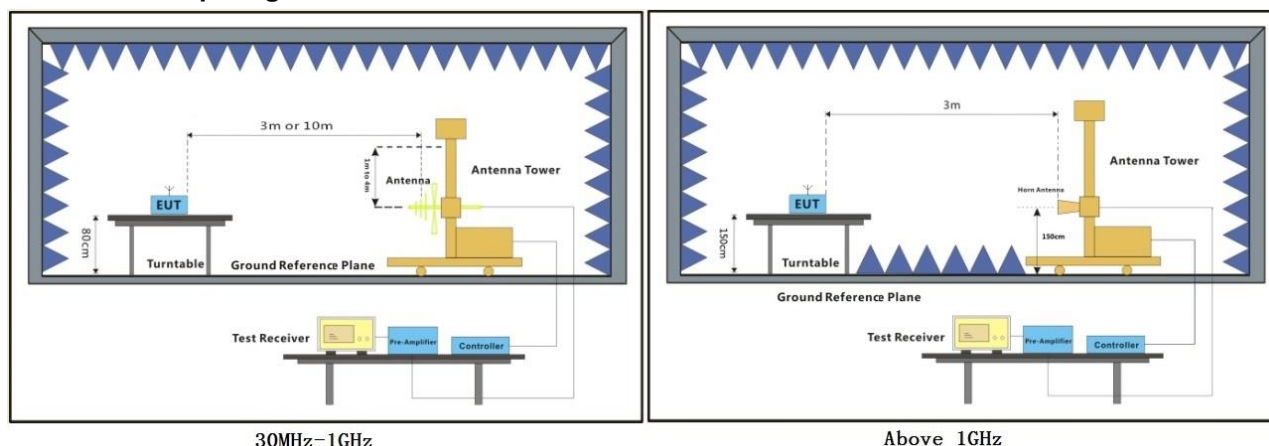 3m or 10m
1m to 4m
Antenna
Antenna Tower
EUT
80cm
Turntable
Ground Reference Plane
Test Receiver
Pre-Amplifier
Controller
30MHz-1GHz
3m
Antenna Tower
Horn Antenna
EUT
150cm
150cm
Turntable
Ground Reference Plane
Test Receiver
Pre-Amplifier
Controller
Above 1GHz